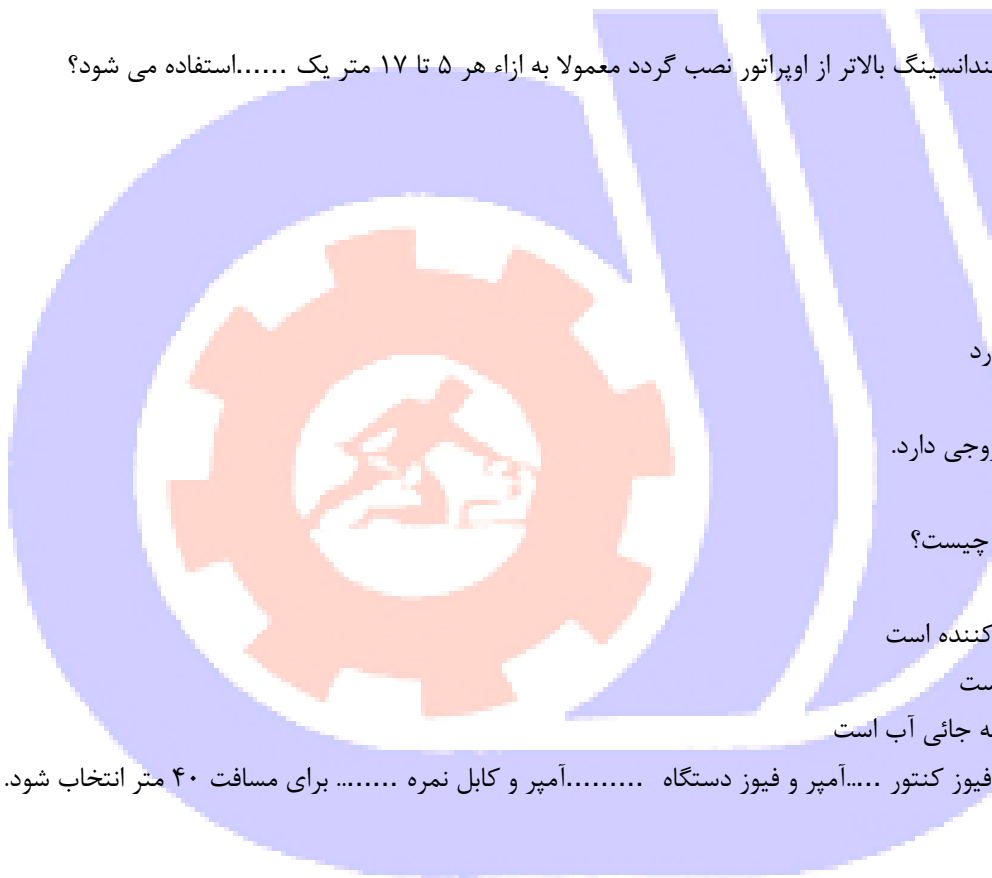 ندانسینگ بالاتر از اوپراتور نصب گردد معمولا به ازاء هر ۵ تا ۱۷ متر یک ......استفاده می شود؟
رد
وجی دارد.
چیست؟
کننده است
ست
ه جائی آب است
فیوز کنتور .....آمپر و فیوز دستگاه .........آمپر و کابل نمره ........ برای مسافت ۴۰ متر انتخاب شود.